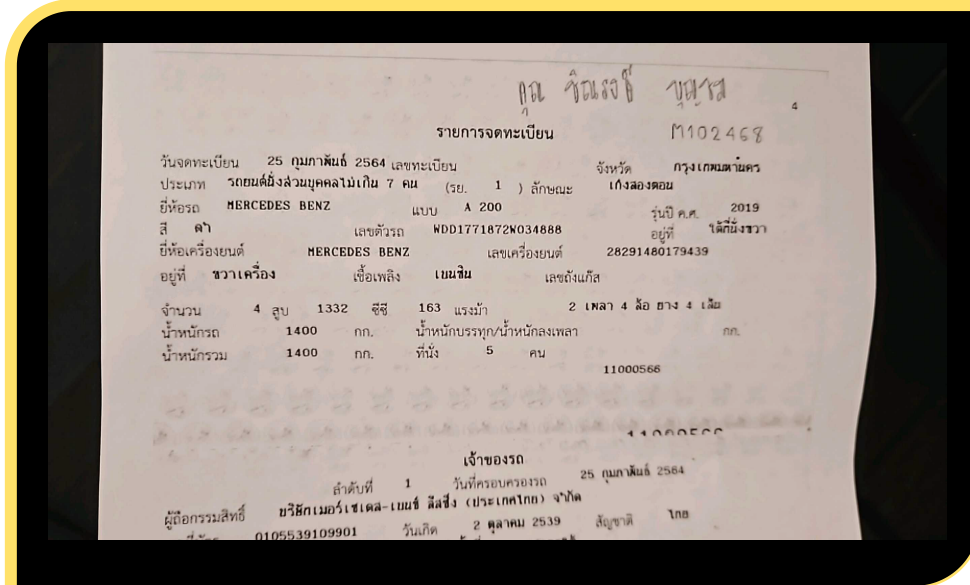 คุณ ชิณรงค์ บุญชม
4
รายการจดทะเบียน
M102468
วันจดทะเบียน 25 กุมภาพันธ์ 2564 เลขทะเบียน จังหวัด กรุงเทพมหานคร
ประเภท รถยนต์นั่งส่วนบุคคลไม่เกิน 7 คน (รย. 1 ) ลักษณะ เก๋งสองตอน
ยี่ห้อรถ MERCEDES BENZ แบบ A 200 รุ่นปี ค.ศ. 2019
สี ดำ เลขตัวรถ WDD1771872W034888 อยู่ที่ ใต้ที่นั่งขวา
ยี่ห้อเครื่องยนต์ MERCEDES BENZ เลขเครื่องยนต์ 28291480179439
อยู่ที่ ขวาเครื่อง เชื้อเพลิง เบนซิน เลขถังแก๊ส
จำนวน 4 สูบ 1332 ซีซี 163 แรงม้า 2 เพลา 4 ล้อ ยาง 4 เส้น
น้ำหนักรถ 1400 กก. น้ำหนักบรรทุก/น้ำหนักลงเพลา กก.
น้ำหนักรวม 1400 กก. ที่นั่ง 5 คน
11000566
11000566
เจ้าของรถ
ลำดับที่ 1 วันที่ครอบครองรถ 25 กุมภาพันธ์ 2564
ผู้ถือกรรมสิทธิ์ บริษัทเมอร์เซเดส-เบนซ์ ลีสซิ่ง (ประเทศไทย) จำกัด
0105539109901 วันเกิด 2 ตุลาคม 2539 สัญชาติ ไทย